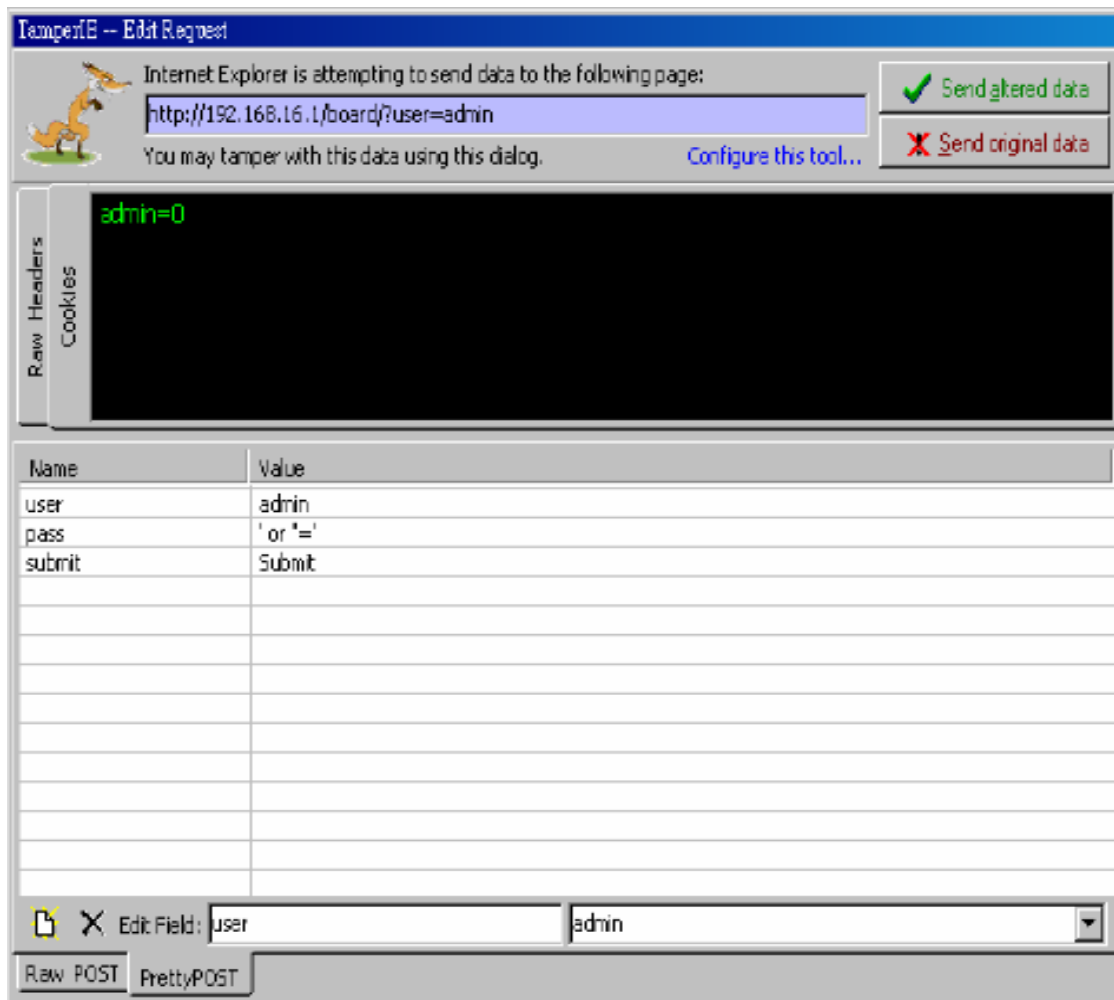 TamperIE -- Edit Request
Internet Explorer is attempting to send data to the following page:
http://192.168.16.1/board/?user=admin
You may tamper with this data using this dialog.
Configure this tool...
Send altered data
Send original data
Raw Headers
Cookies
admin=0
Name Value
user admin
pass ' or ''='
submit Submit
Edit Field: user admin
Raw POST PrettyPOST